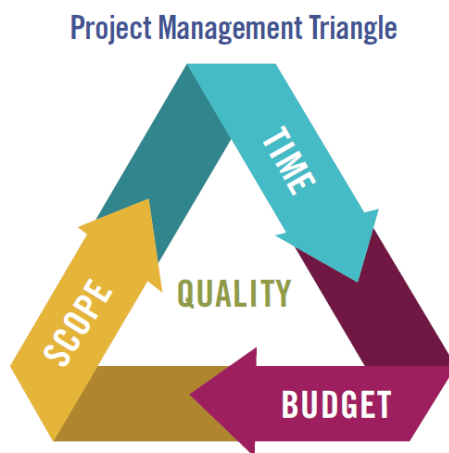 Project Management Triangle
TIME
QUALITY
SCOPE
BUDGET